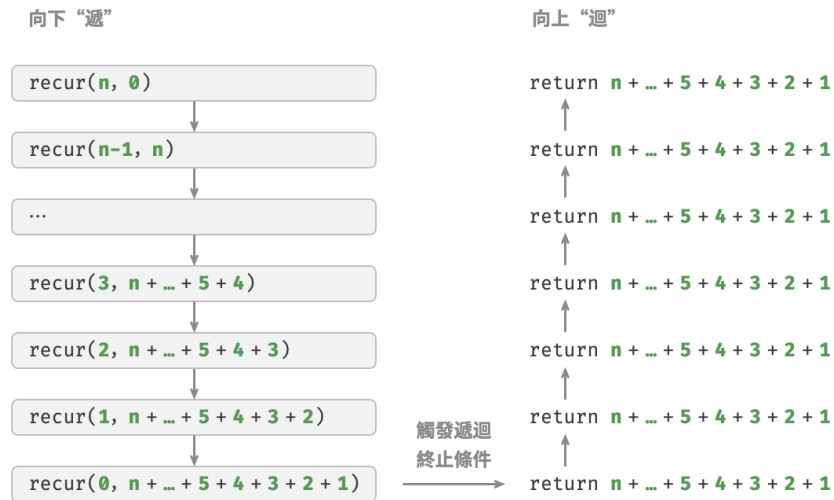 向下“遞”
recur(n, 0)
recur(n-1, n)
…
recur(3, n + … + 5 + 4)
recur(2, n + … + 5 + 4 + 3)
recur(1, n + … + 5 + 4 + 3 + 2)
recur(0, n + … + 5 + 4 + 3 + 2 + 1)
觸發遞迴
終止條件
向上“迴”
return n + … + 5 + 4 + 3 + 2 + 1
return n + … + 5 + 4 + 3 + 2 + 1
return n + … + 5 + 4 + 3 + 2 + 1
return n + … + 5 + 4 + 3 + 2 + 1
return n + … + 5 + 4 + 3 + 2 + 1
return n + … + 5 + 4 + 3 + 2 + 1
return n + … + 5 + 4 + 3 + 2 + 1